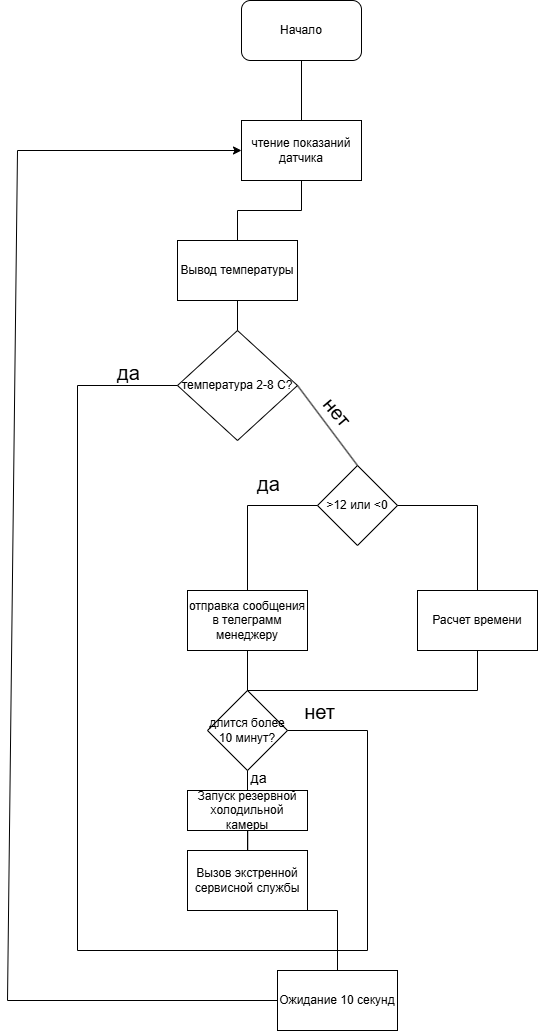 Начало
чтение показаний
датчика
Вывод температуры
да
температура 2-8 С?
нет
да
>12 или <0
отправка сообщения
в телеграмм
менеджеру
Расчет времени
нет
длится более
10 минут?
да
Запуск резервной
холодильной
камеры
Вызов экстренной
сервисной службы
Ожидание 10 секунд